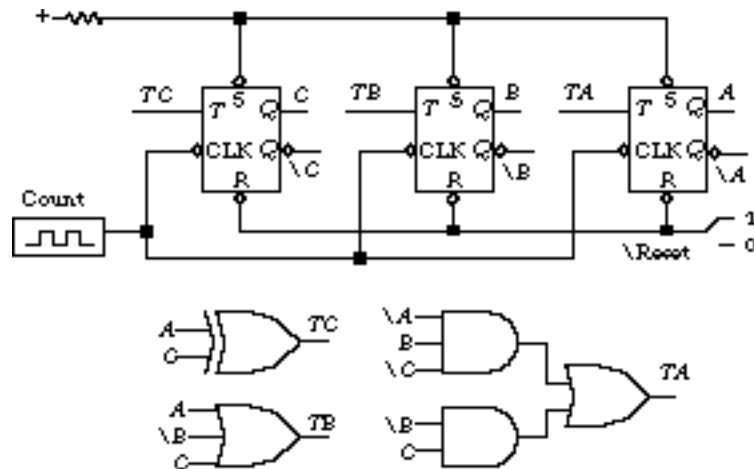 +
TC T S Q C
CLK Q \C
R
TB T S Q B
CLK Q \B
R
TA T S Q A
CLK Q \A
R
Count
\Reset
1
0
A
C
TC
A
\B
C
TB
\A
B
\C
\B
C
TA